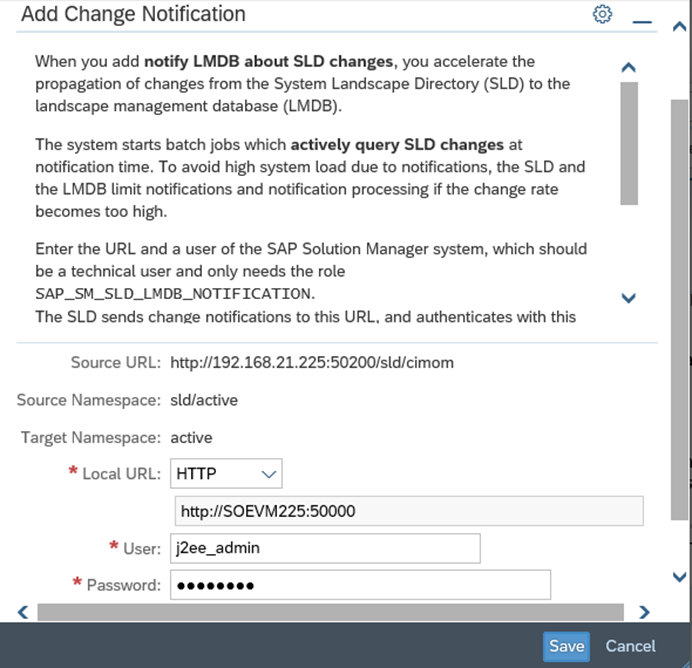 Add Change Notification
When you add notify LMDB about SLD changes, you accelerate the
propagation of changes from the System Landscape Directory (SLD) to the
landscape management database (LMDB).
The system starts batch jobs which actively query SLD changes at
notification time. To avoid high system load due to notifications, the SLD and
the LMDB limit notifications and notification processing if the change rate
becomes too high.
Enter the URL and a user of the SAP Solution Manager system, which should
be a technical user and only needs the role
SAP_SM_SLD_LMDB_NOTIFICATION.
The SLD sends change notifications to this URL, and authenticates with this
Source URL: http://192.168.21.225:50200/sld/cimom
Source Namespace: sld/active
Target Namespace: active
* Local URL: HTTP
http://SOEVM225:50000
* User: j2ee_admin
* Password: ●●●●●●●●
Save Cancel